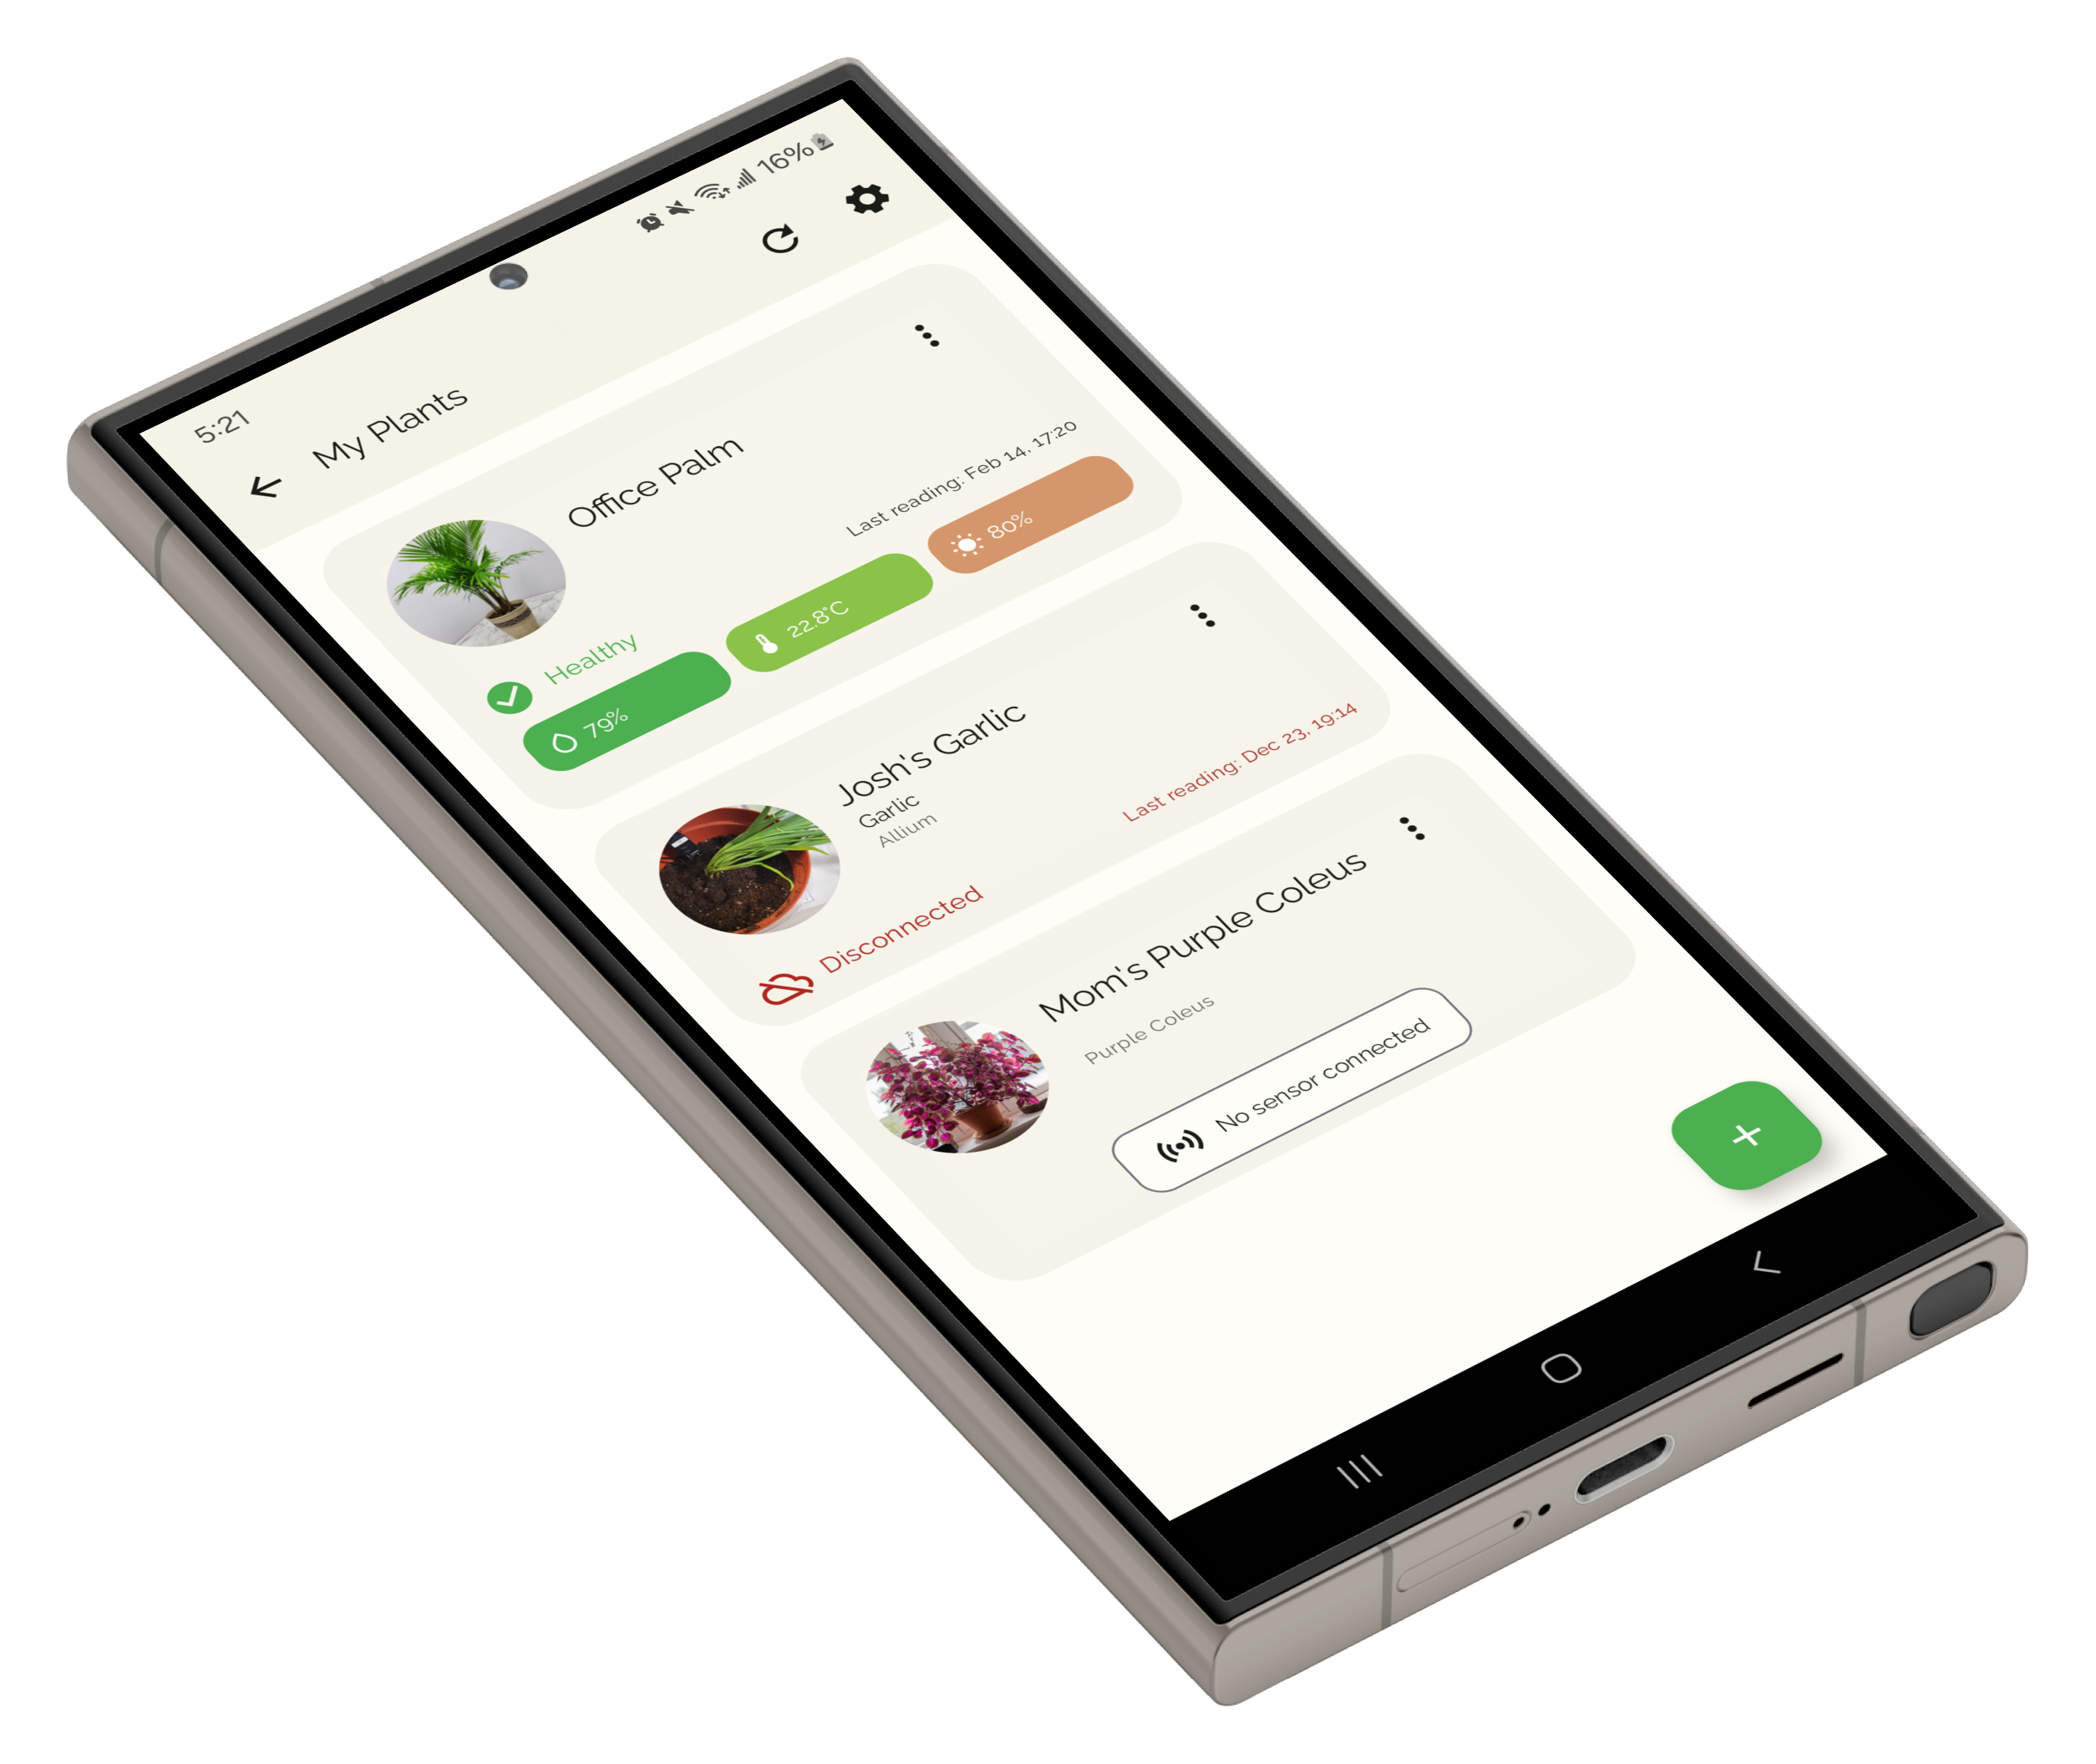 5:21
16%
My Plants
Office Palm
Last reading: Feb 14, 17:20
Healthy
79%
22.8°C
80%
Josh's Garlic
Garlic
Allium
Last reading: Dec 23, 19:14
Disconnected
Mom's Purple Coleus
Purple Coleus
No sensor connected